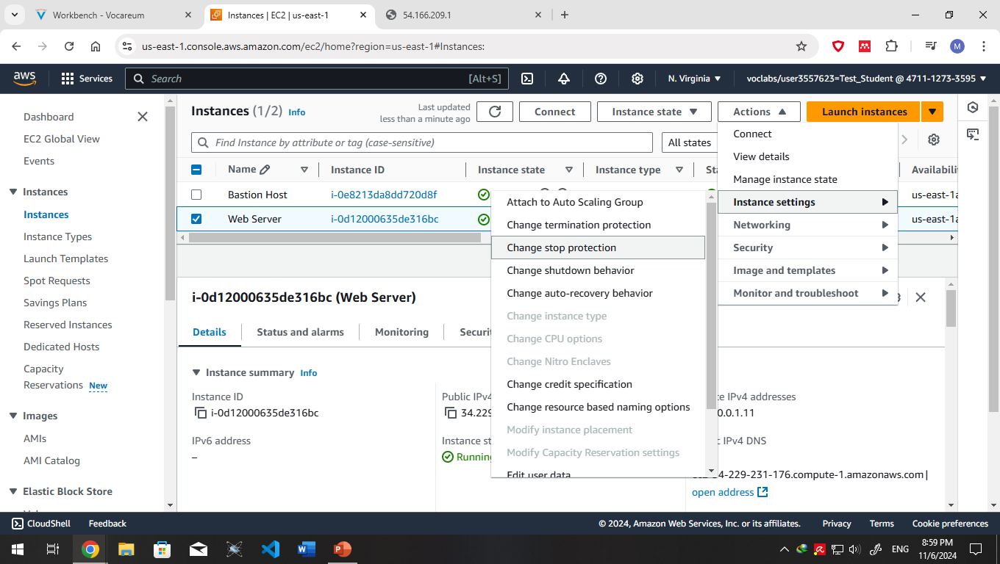 Workbench - Vocareum
Instances | EC2 | us-east-1
54.166.209.1
us-east-1.console.aws.amazon.com/ec2/home?region=us-east-1#Instances:
M
aws
Services
Search
[Alt+S]
N. Virginia
voclabs/user3557623=Test_Student @ 4711-1273-3595
Dashboard
EC2 Global View
Events
Instances
Instances
Instance Types
Launch Templates
Spot Requests
Savings Plans
Reserved Instances
Dedicated Hosts
Capacity
Reservations New
Images
AMIs
AMI Catalog
Elastic Block Store
Instances (1/2) Info
Last updated
less than a minute ago
Connect
Instance state
Actions
Launch instances
Find Instance by attribute or tag (case-sensitive)
All states
Name
Instance ID
Instance state
Instance type
Availabili
Bastion Host
i-0e8213da8dd720d8f
us-east-1a
Web Server
i-0d12000635de316bc
us-east-1a
Connect
View details
Manage instance state
Instance settings
Networking
Security
Image and templates
Monitor and troubleshoot
Attach to Auto Scaling Group
Change termination protection
Change stop protection
Change shutdown behavior
Change auto-recovery behavior
Change instance type
Change CPU options
Change Nitro Enclaves
Change credit specification
Change resource based naming options
Modify instance placement
Modify Capacity Reservation settings
Edit user data
i-0d12000635de316bc (Web Server)
Details
Status and alarms
Monitoring
Securit
Instance summary Info
Instance ID
i-0d12000635de316bc
IPv6 address
–
Public IPv4
34.229
Instance st
Running
IPv4 addresses
0.0.1.11
IPv4 DNS
-229-231-176.compute-1.amazonaws.com |
open address
CloudShell
Feedback
© 2024, Amazon Web Services, Inc. or its affiliates.
Privacy
Terms
Cookie preferences
ENG
8:59 PM
11/6/2024